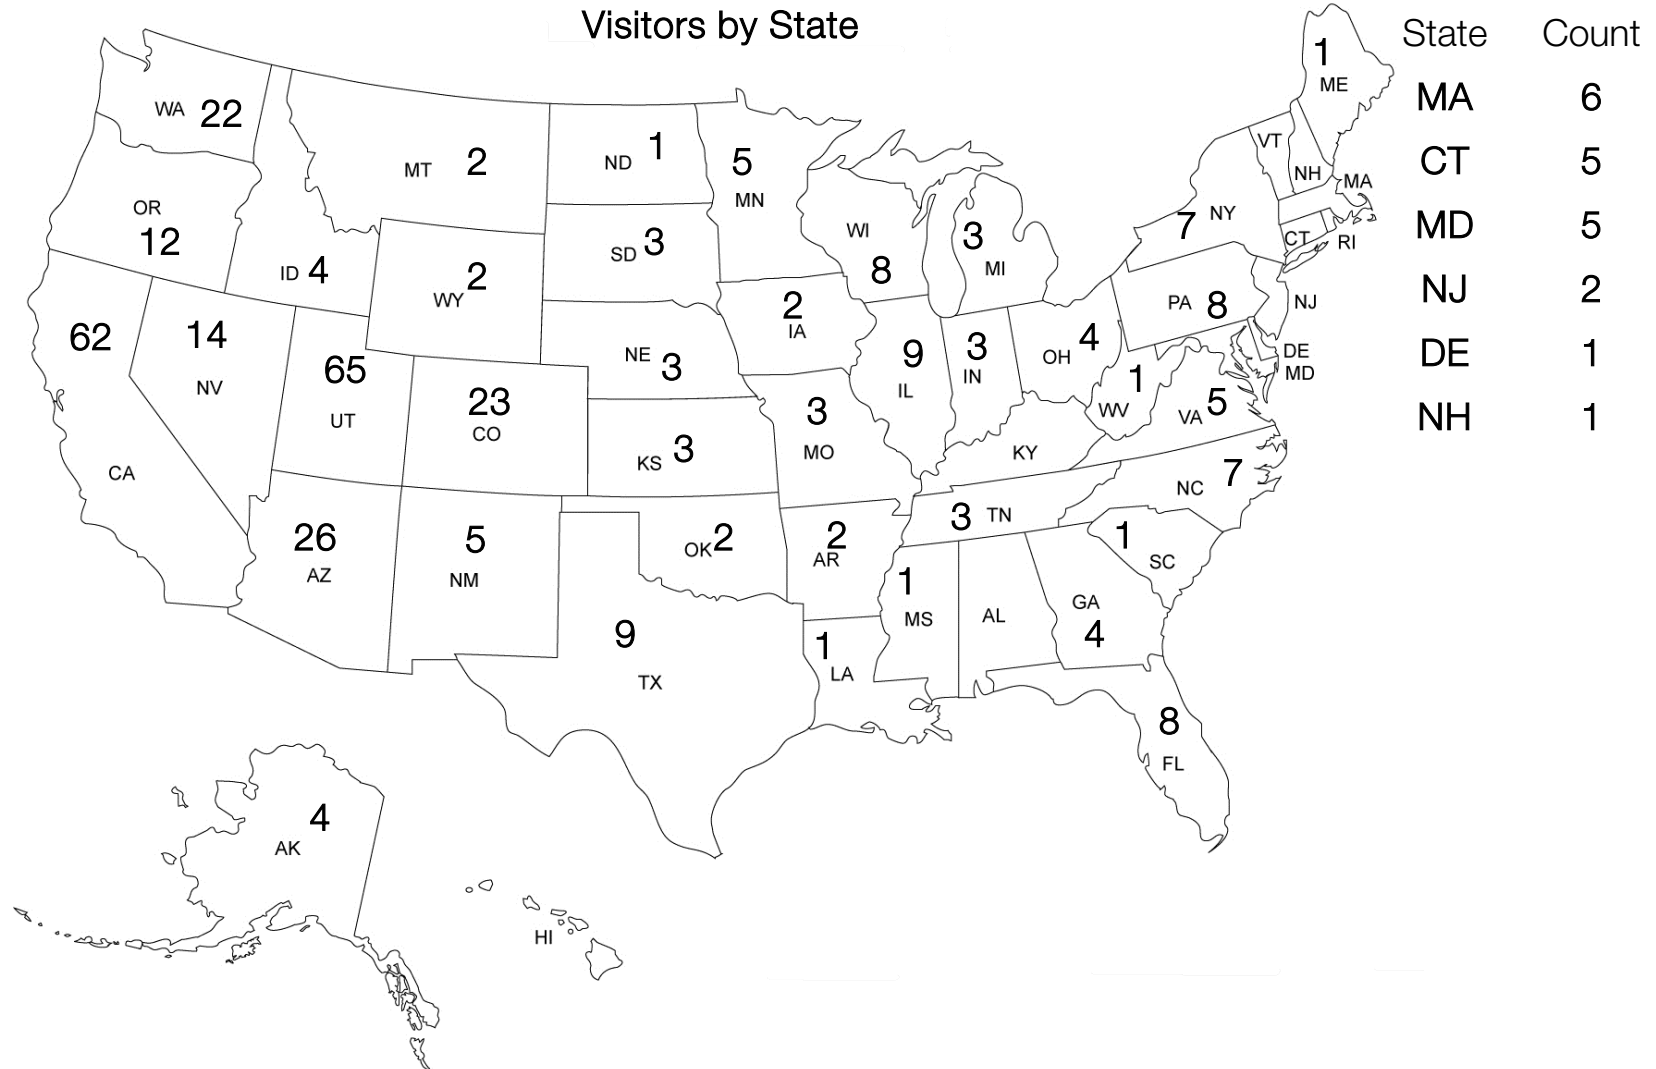 Visitors by State
State Count
MA 6
CT 5
MD 5
NJ 2
DE 1
NH 1
WA 22
OR
12
CA
62
14
NV
ID 4
MT 2
WY 2
65
UT
23
CO
26
AZ
5
NM
ND 1
SD 3
NE 3
KS 3
OK 2
9
TX
5
MN
2
IA
3
MO
2
AR
1
LA
WI
8
9
IL
3
MI
3
IN
OH 4
KY
3 TN
1
MS
AL
GA
4
8
FL
1
SC
NC 7
VA 5
1
WV
PA 8
7 NY
VT
NH
1
ME
MA
CT
RI
NJ
DE
MD
4
AK
HI